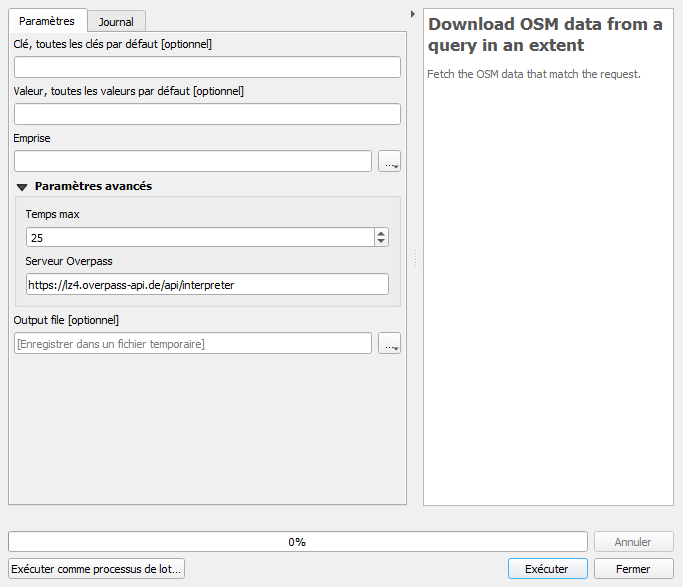 Paramètres
Journal
Clé, toutes les clés par défaut [optionnel]
Valeur, toutes les valeurs par défaut [optionnel]
Emprise
...
Paramètres avancés
Temps max
25
Serveur Overpass
https://lz4.overpass-api.de/api/interpreter
Output file [optionnel]
[Enregistrer dans un fichier temporaire]
...
Download OSM data from a
query in an extent
Fetch the OSM data that match the request.
0%
Annuler
Exécuter comme processus de lot...
Exécuter
Fermer